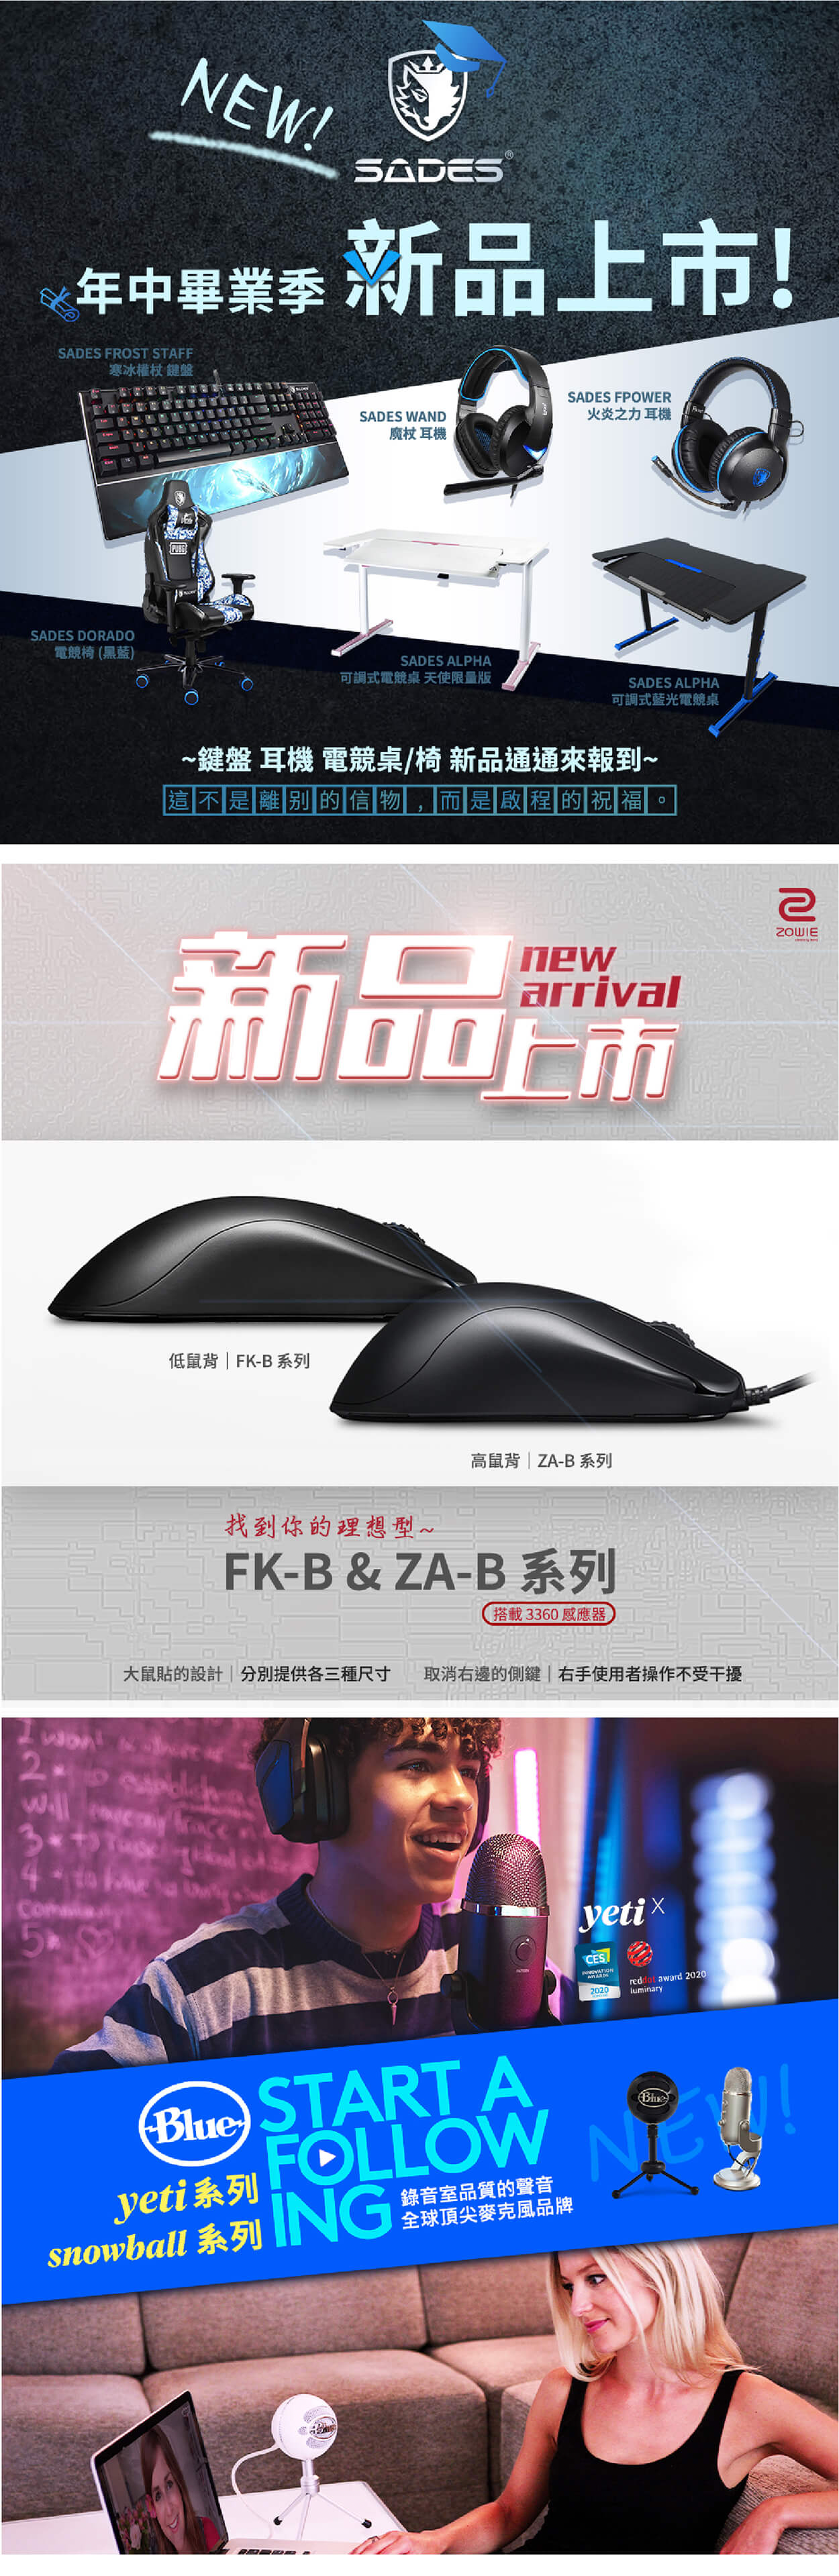 NEW!
SADES®
年中畢業季 新品上市!
SADES FROST STAFF
寒冰權杖 鍵盤
SADES WAND
魔杖 耳機
SADES FPOWER
火炎之力 耳機
PUBG
SADES DORADO
電競椅 (黑藍)
SADES ALPHA
可調式電競桌 天使限量版
SADES ALPHA
可調式藍光電競桌
~鍵盤 耳機 電競桌/椅 新品通通來報到~
這不是離別的信物，而是啟程的祝福。
ZOWIE
新品上市
new
arrival
低鼠背｜FK-B 系列
高鼠背｜ZA-B 系列
找到你的理想型~
FK-B & ZA-B 系列
搭載 3360 感應器
大鼠貼的設計｜分別提供各三種尺寸 取消右邊的側鍵｜右手使用者操作不受干擾
yeti X
CES
INNOVATION
AWARDS
2020
reddot award 2020
luminary
Blue
START A
FOLLOW
ING
yeti 系列
snowball 系列
錄音室品質的聲音
全球頂尖麥克風品牌
Blue
NEW!